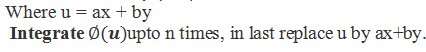 Where u = ax + by
Integrate ∅(u)upto n times, in last replace u by ax+by.